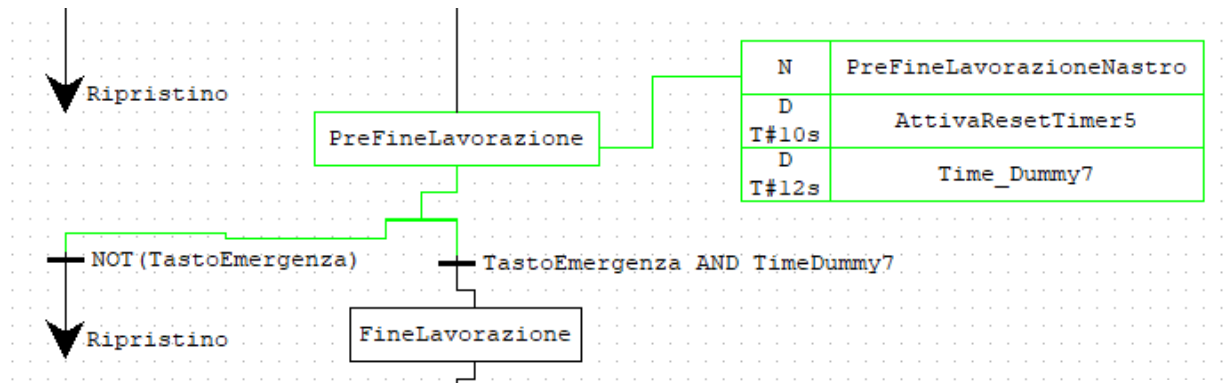 Ripristino
PreFineLavorazione
N PreFineLavorazioneNastro
D
T#10s AttivaResetTimer5
D
T#12s Time_Dummy7
NOT(TastoEmergenza)
TastoEmergenza AND TimeDummy7
Ripristino
FineLavorazione